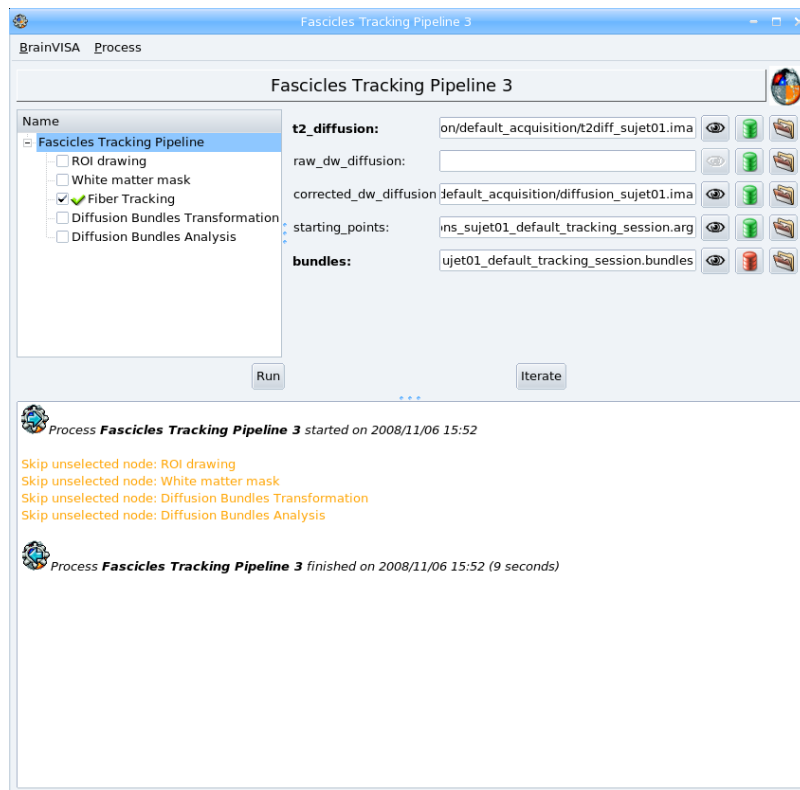 Fascicles Tracking Pipeline 3
BrainVISA Process
Fascicles Tracking Pipeline 3
Name
Fascicles Tracking Pipeline
ROI drawing
White matter mask
Fiber Tracking
Diffusion Bundles Transformation
Diffusion Bundles Analysis
t2_diffusion: on/default_acquisition/t2diff_sujet01.ima
raw_dw_diffusion:
corrected_dw_diffusion default_acquisition/diffusion_sujet01.ima
starting_points: ons_sujet01_default_tracking_session.arg
bundles: ujet01_default_tracking_session.bundles
Run Iterate
Process Fascicles Tracking Pipeline 3 started on 2008/11/06 15:52
Skip unselected node: ROI drawing
Skip unselected node: White matter mask
Skip unselected node: Diffusion Bundles Transformation
Skip unselected node: Diffusion Bundles Analysis
Process Fascicles Tracking Pipeline 3 finished on 2008/11/06 15:52 (9 seconds)